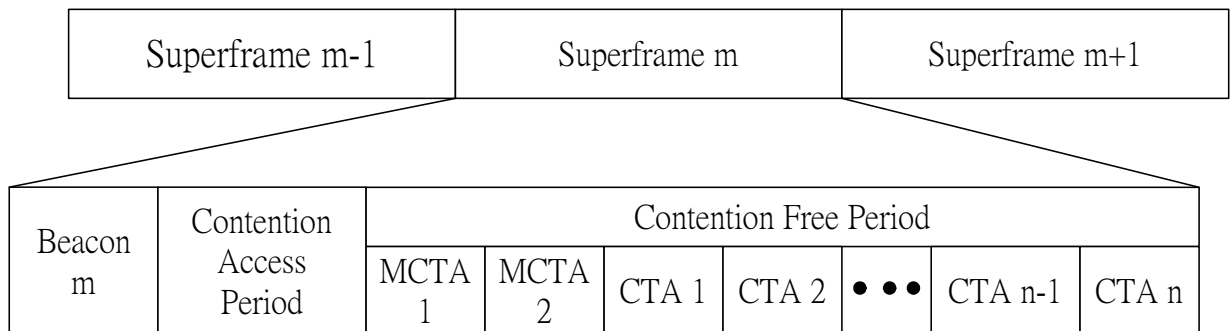 Superframe m-1
Superframe m
Superframe m+1
Beacon
m
Contention
Access
Period
Contention Free Period
MCTA
1
MCTA
2
CTA 1
CTA 2
●●●
CTA n-1
CTA n